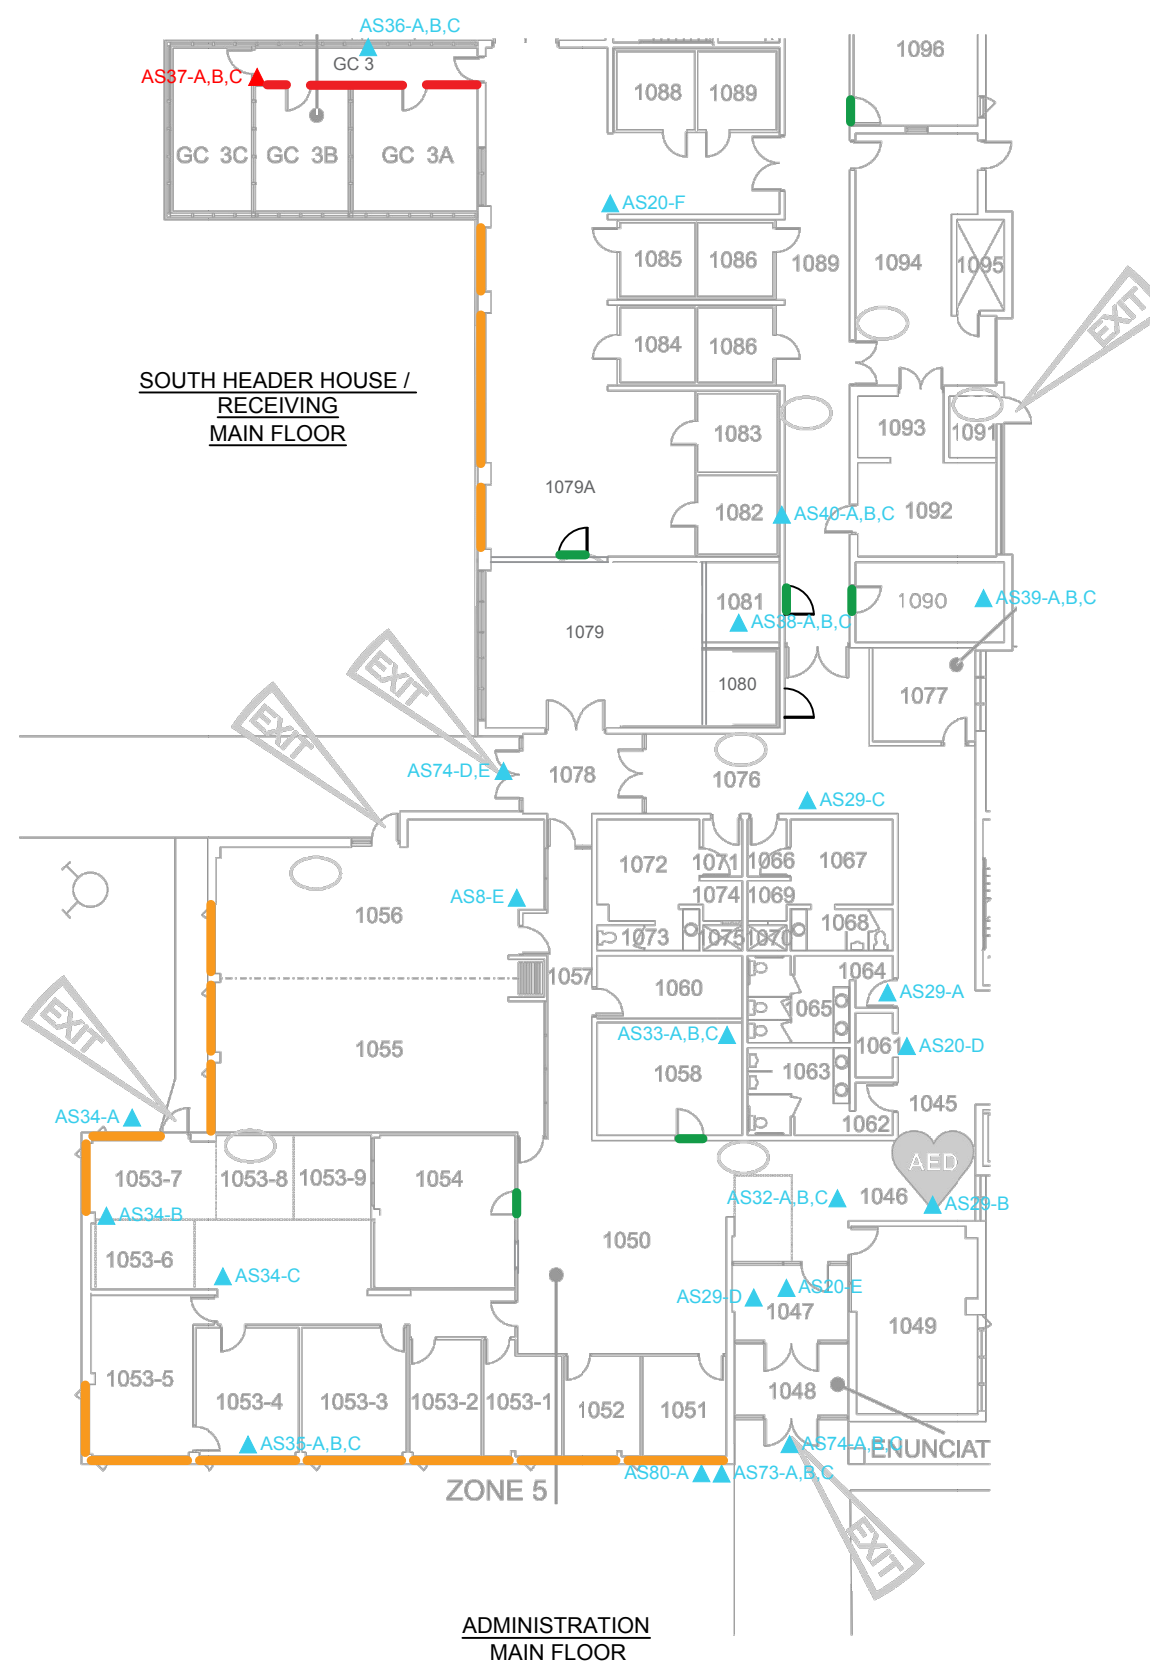 AS36-A,B,C
1096
GC 3
AS37-A,B,C
1088
1089
GC 3C
GC 3B
GC 3A
AS20-F
1085
1086
1089
1094
1095
EXIT
1084
1086
SOUTH HEADER HOUSE /
RECEIVING
MAIN FLOOR
1083
1093
1091
1079A
1082
AS40-A,B,C
1092
1081
1090
AS39-A,B,C
AS38-A,B,C
1079
EXIT
1080
1077
EXIT
AS74-D,E
1078
1076
AS29-C
1072
1071
1066
1067
AS8-E
1074
1069
1056
1068
1073
1075
1070
1057
1064
1060
AS29-A
1065
EXIT
AS33-A,B,C
1055
1061
AS20-D
1058
1063
1045
AS34-A
1062
AED
1053-7
1053-8
1053-9
1054
AS32-A,B,C
1046
AS29-B
AS34-B
1050
1053-6
AS34-C
AS20-E
AS29-D
1047
1049
1053-5
1048
1053-4
1053-3
1053-2
1053-1
1052
1051
AS35-A,B,C
AS74-A,B,C
ENUNCIAT
AS80-A
AS73-A,B,C
ZONE 5
EXIT
ADMINISTRATION
MAIN FLOOR